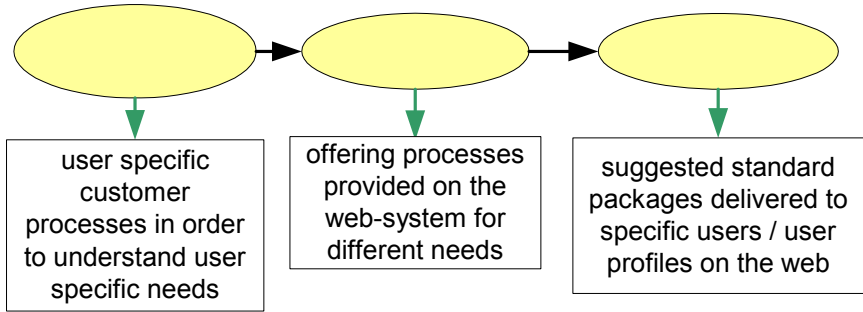 user specific
customer
processes in order
to understand user
specific needs
offering processes
provided on the
web-system for
different needs
suggested standard
packages delivered to
specific users / user
profiles on the web